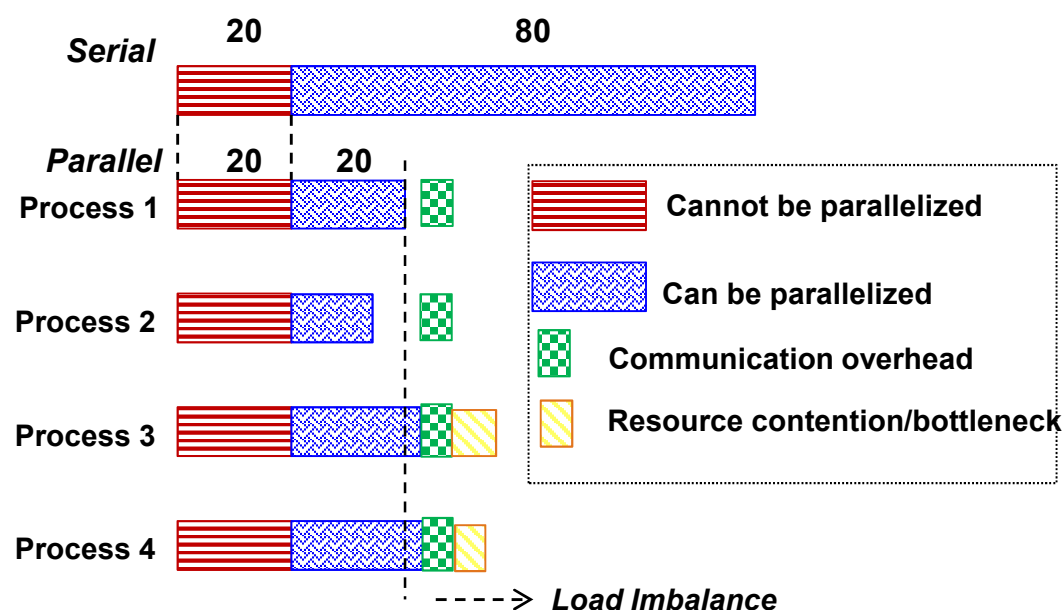 20
80
Serial
Parallel
20
20
Process 1
Cannot be parallelized
Can be parallelized
Process 2
Communication overhead
Resource contention/bottleneck
Process 3
Process 4
Load Imbalance